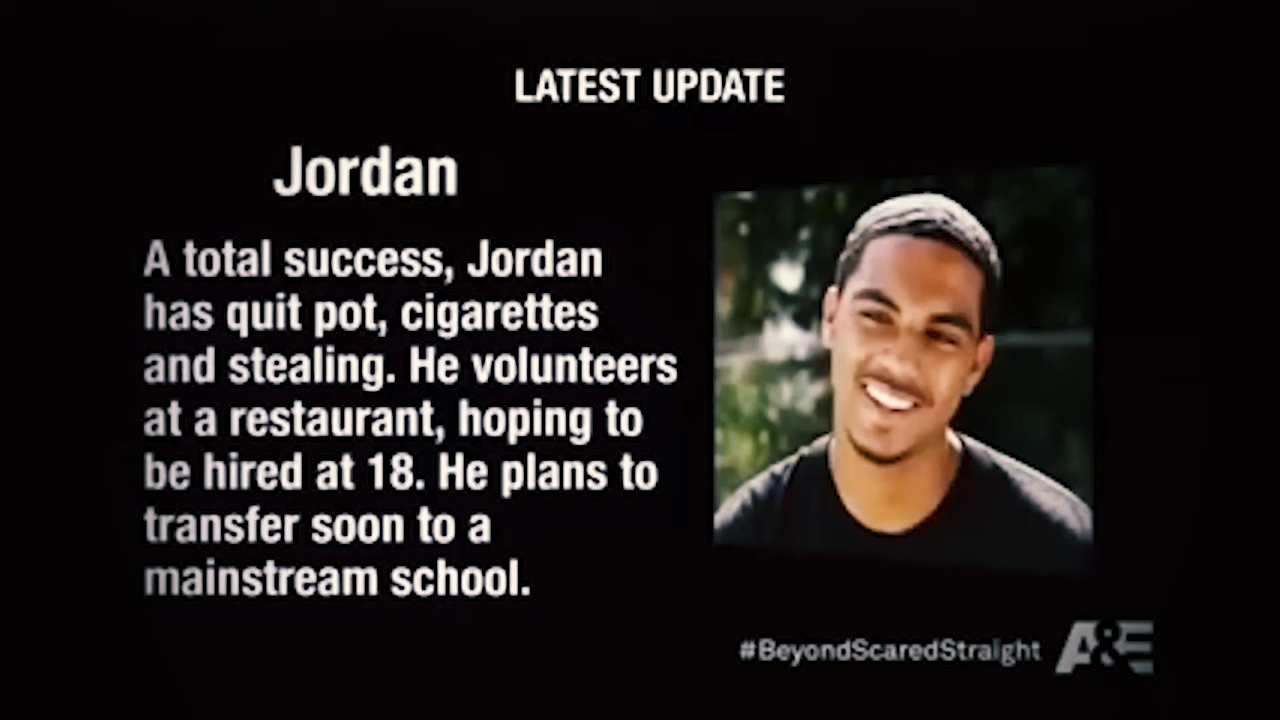 LATEST UPDATE
Jordan
A total success, Jordan
has quit pot, cigarettes
and stealing. He volunteers
at a restaurant, hoping to
be hired at 18. He plans to
transfer soon to a
mainstream school.
#BeyondScaredStraight A&E